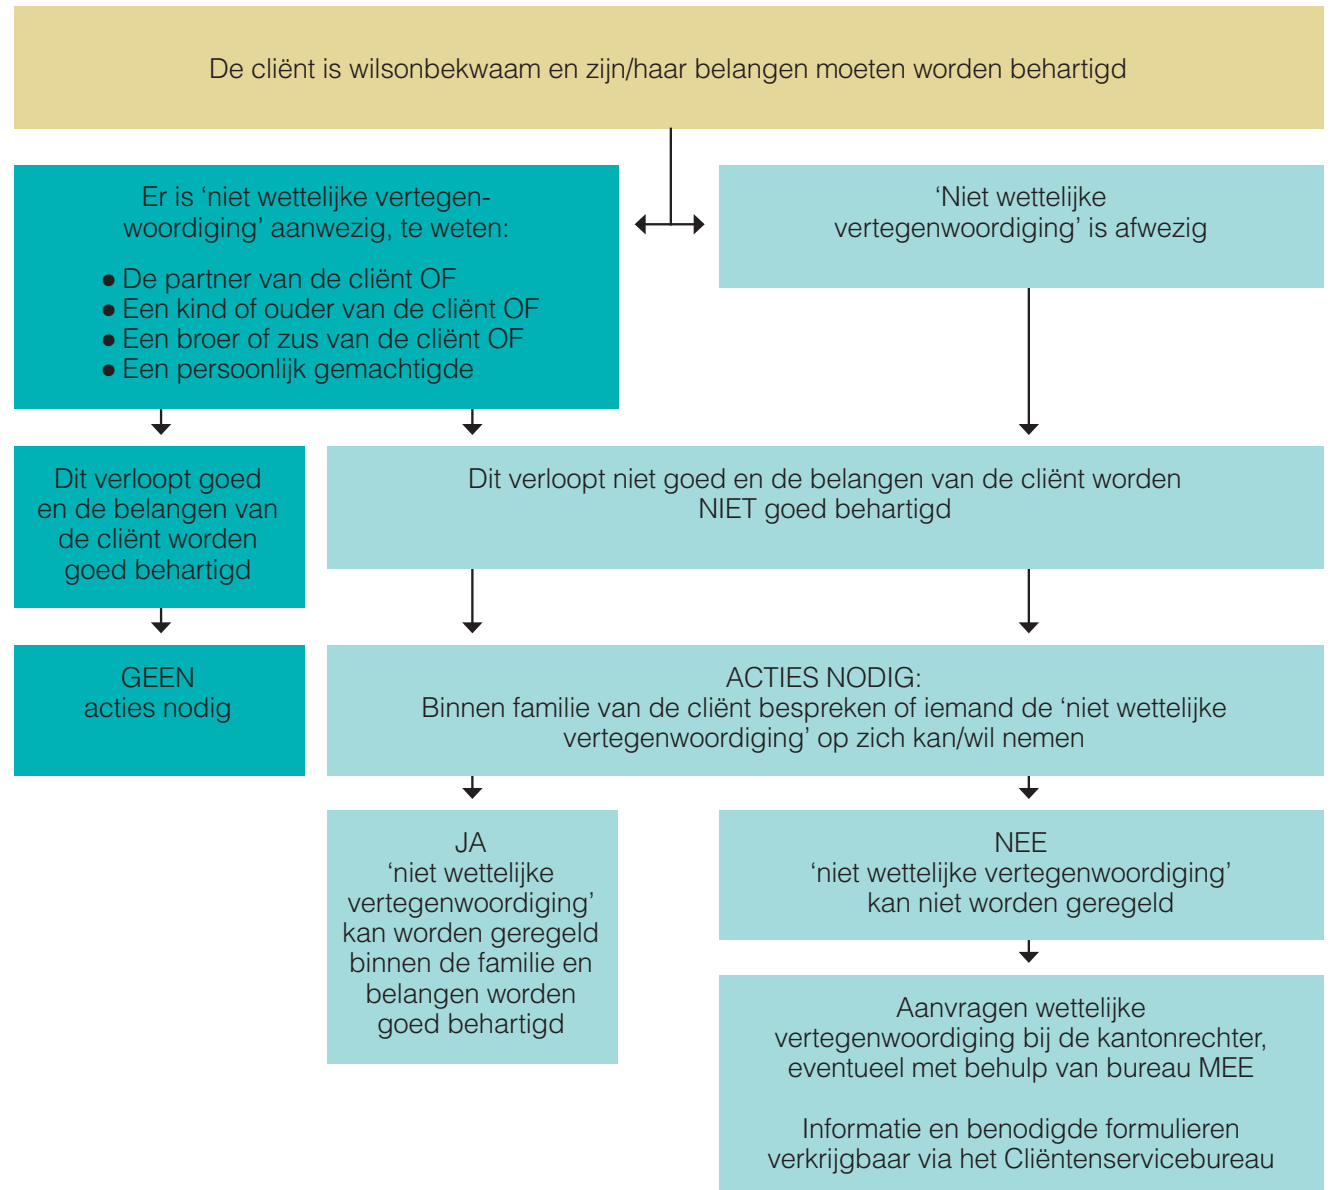 De cliënt is wilsonbekwaam en zijn/haar belangen moeten worden behartigd
Er is ‘niet wettelijke vertegen-
woordiging’ aanwezig, te weten:
● De partner van de cliënt OF
● Een kind of ouder van de cliënt OF
● Een broer of zus van de cliënt OF
● Een persoonlijk gemachtigde
‘Niet wettelijke
vertegenwoordiging’ is afwezig
Dit verloopt goed
en de belangen van
de cliënt worden
goed behartigd
Dit verloopt niet goed en de belangen van de cliënt worden
NIET goed behartigd
GEEN
acties nodig
ACTIES NODIG:
Binnen familie van de cliënt bespreken of iemand de ‘niet wettelijke
vertegenwoordiging’ op zich kan/wil nemen
JA
‘niet wettelijke
vertegenwoordiging’
kan worden geregeld
binnen de familie en
belangen worden
goed behartigd
NEE
‘niet wettelijke vertegenwoordiging’
kan niet worden geregeld
Aanvragen wettelijke
vertegenwoordiging bij de kantonrechter,
eventueel met behulp van bureau MEE
Informatie en benodigde formulieren
verkrijgbaar via het Cliëntenservicebureau